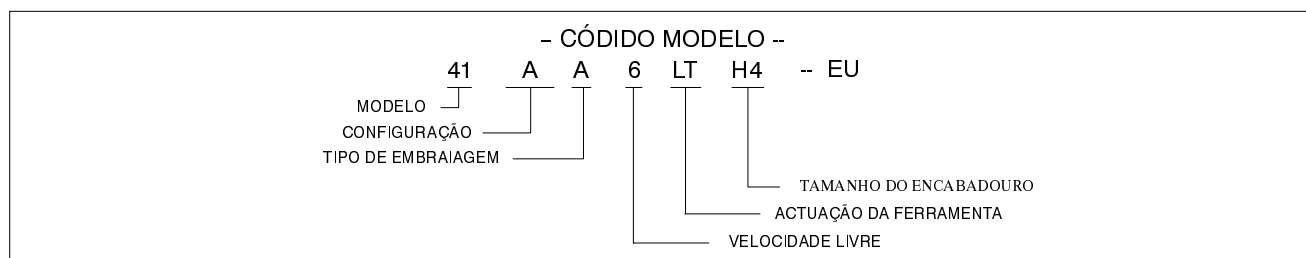 – CÓDIDO MODELO --
41 A A 6 LT H4 -- EU
MODELO
CONFIGURAÇÃO
TIPO DE EMBRAIAGEM
TAMANHO DO ENCABADOURO
ACTUAÇÃO DA FERRAMENTA
VELOCIDADE LIVRE